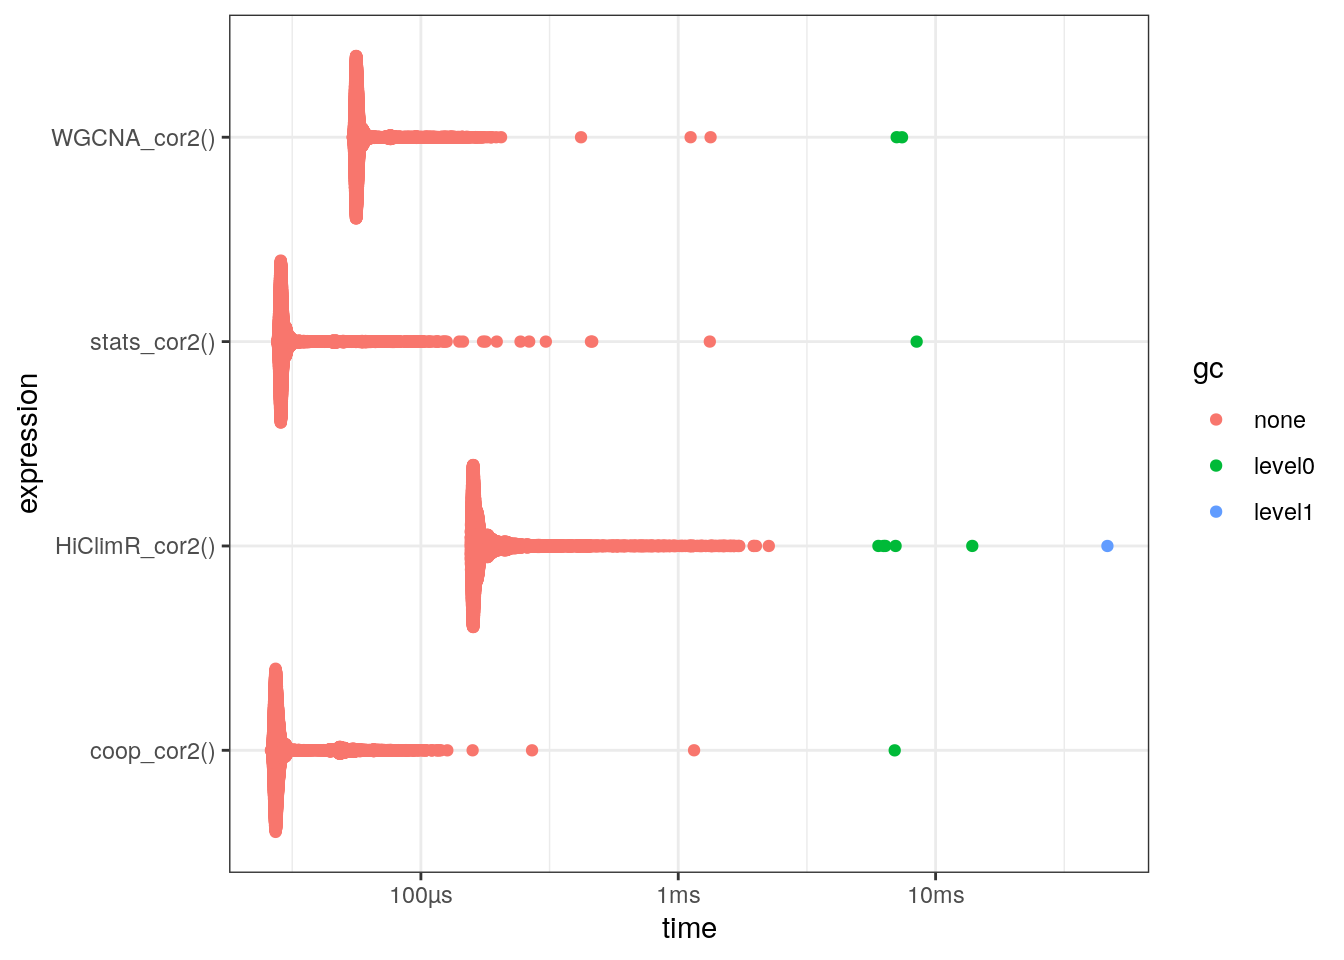 WGCNA_cor2()
stats_cor2()
HiClimR_cor2()
coop_cor2()
expression
100µs
1ms
10ms
time
gc
none
level0
level1